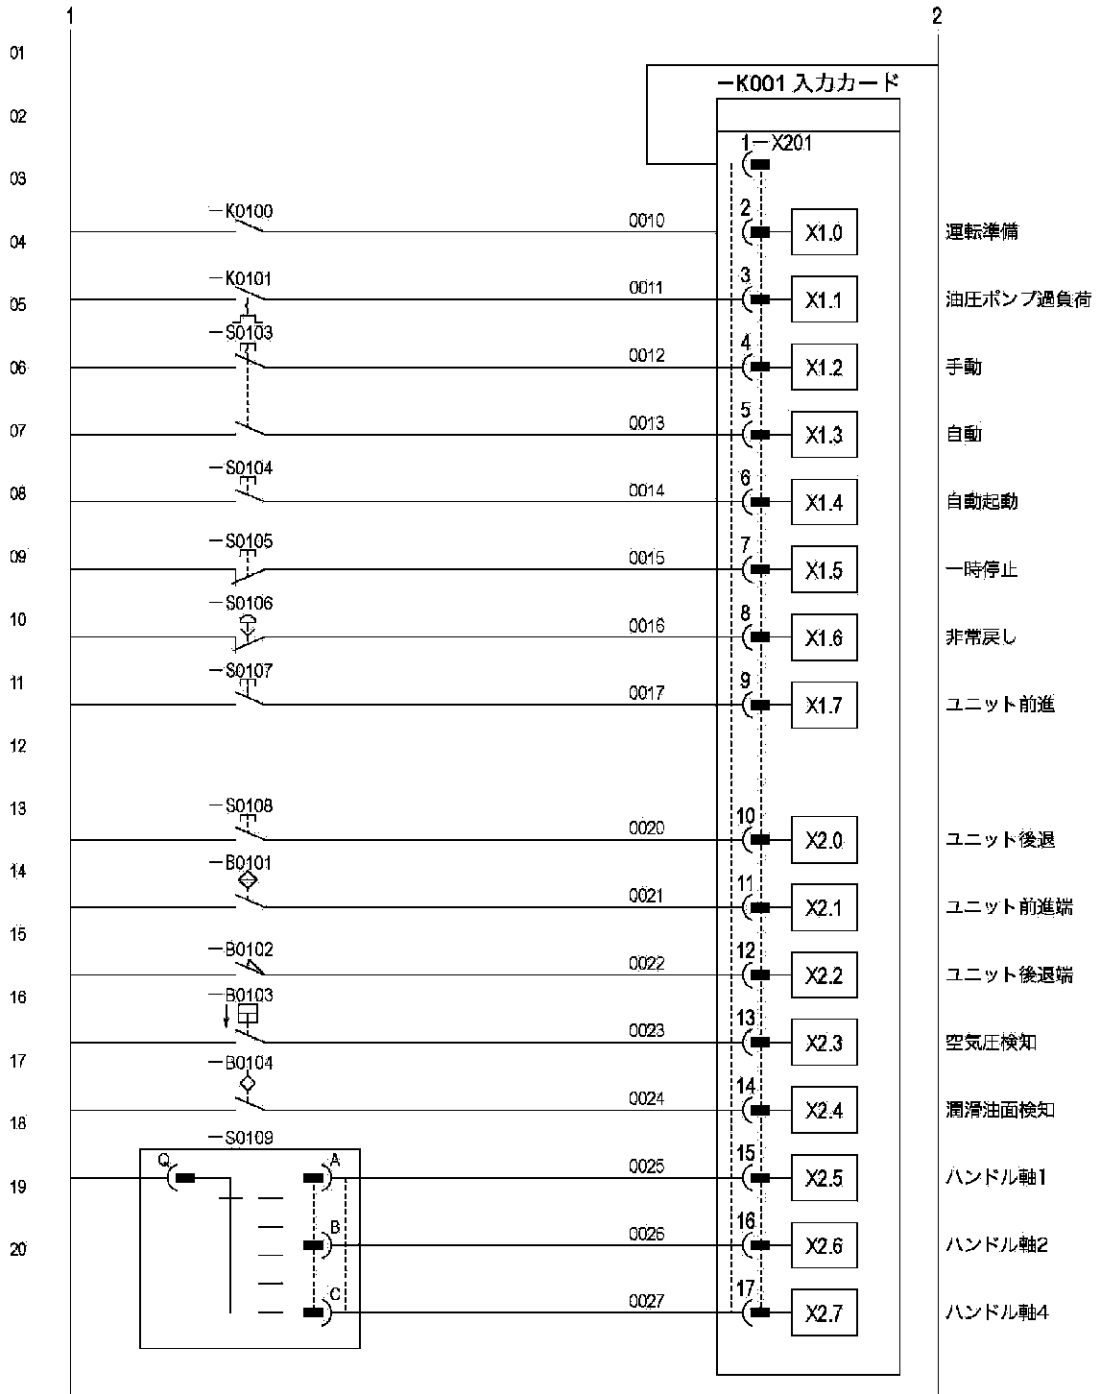 1 2
01
－K001 入力カード
02
1－X201
03
－K0100 0010 2 X1.0 運転準備
04
－K0101 0011 3 X1.1 油圧ポンプ過負荷
05
－S0103 0012 4 X1.2 手動
06
0013 5 X1.3 自動
07
－S0104 0014 6 X1.4 自動起動
08
－S0105 0015 7 X1.5 一時停止
09
－S0106 0016 8 X1.6 非常戻し
10
－S0107 0017 9 X1.7 ユニット前進
11
12
13
－S0108 0020 10 X2.0 ユニット後退
14
－B0101 0021 11 X2.1 ユニット前進端
15
－B0102 0022 12 X2.2 ユニット後退端
16
－B0103 0023 13 X2.3 空気圧検知
17
－B0104 0024 14 X2.4 潤滑油面検知
18
－S0109
Q A 0025 15 X2.5 ハンドル軸1
19
B 0026 16 X2.6 ハンドル軸2
20
C 0027 17 X2.7 ハンドル軸4